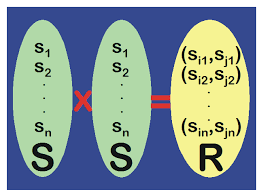 s1 s1 (si1,sj1)
s2 s2 (si2,sj2)
. . .
. . .
. . .
sn sn (sin,sjn)
S X S = R